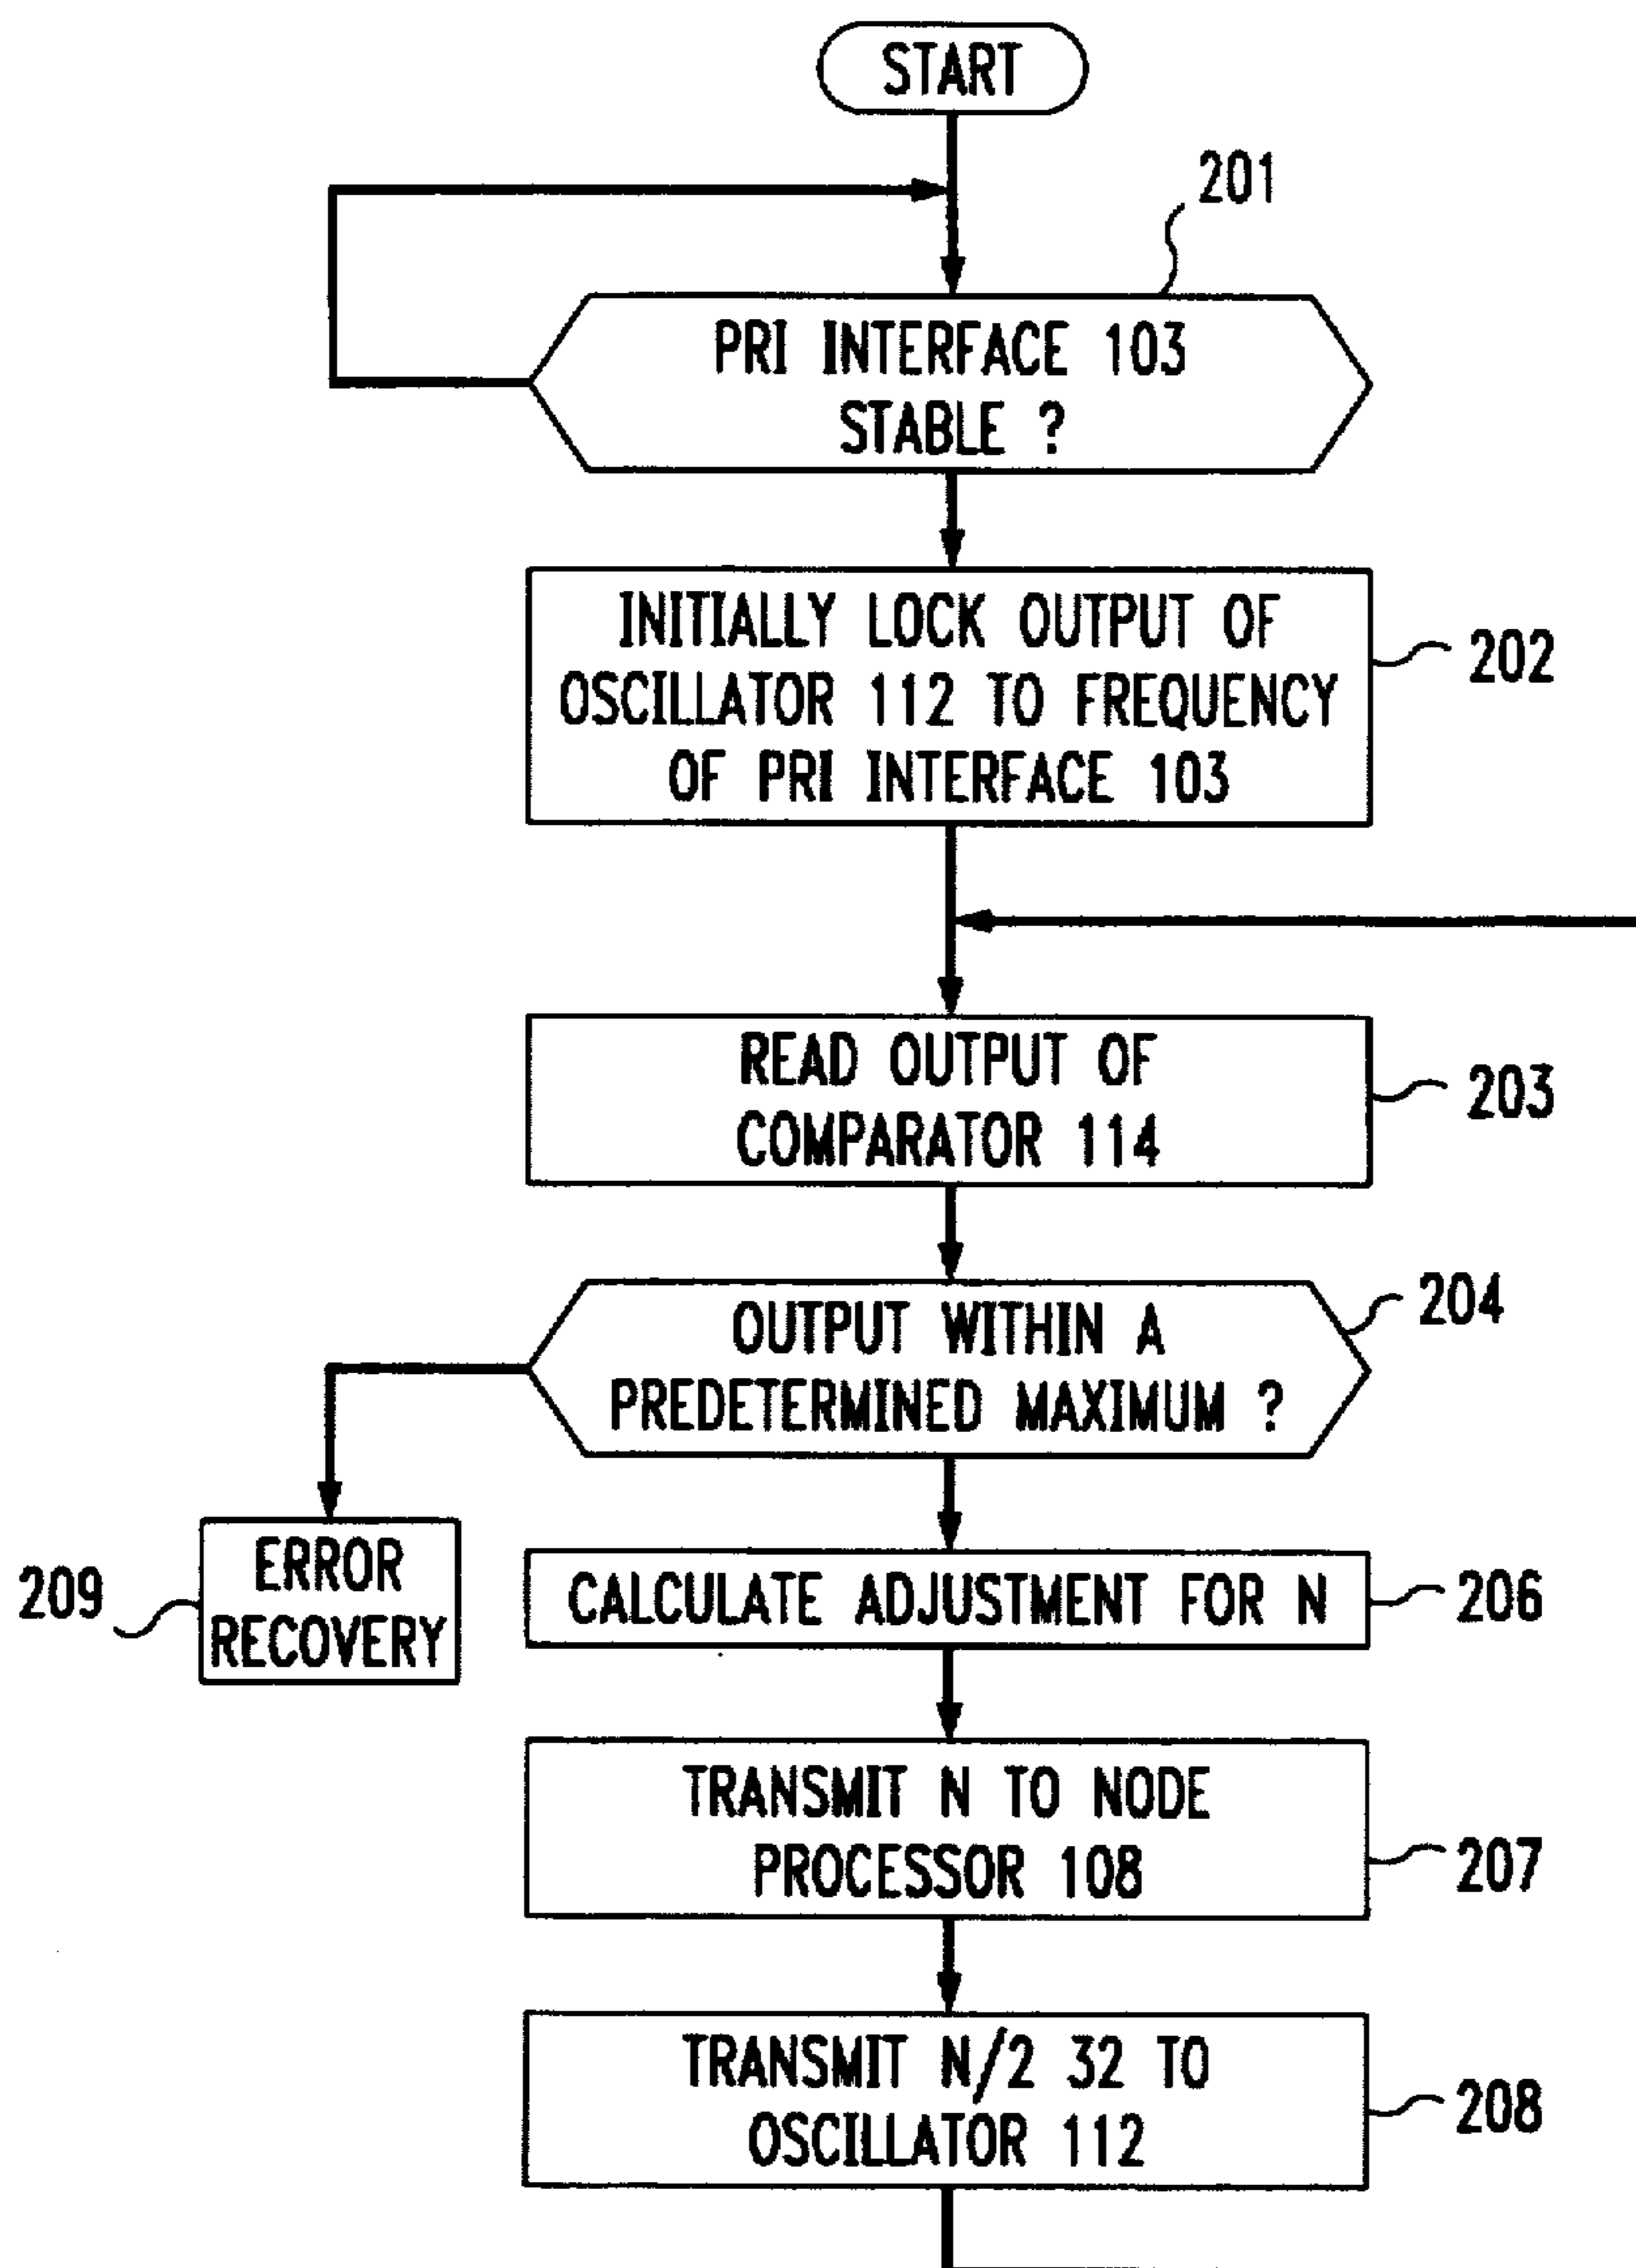 START
201
PRI INTERFACE 103
STABLE ?
INITIALLY LOCK OUTPUT OF
OSCILLATOR 112 TO FREQUENCY
OF PRI INTERFACE 103
202
READ OUTPUT OF
COMPARATOR 114
203
OUTPUT WITHIN A
PREDETERMINED MAXIMUM ?
204
ERROR
RECOVERY
209
CALCULATE ADJUSTMENT FOR N
206
TRANSMIT N TO NODE
PROCESSOR 108
207
TRANSMIT N/2 32 TO
OSCILLATOR 112
208